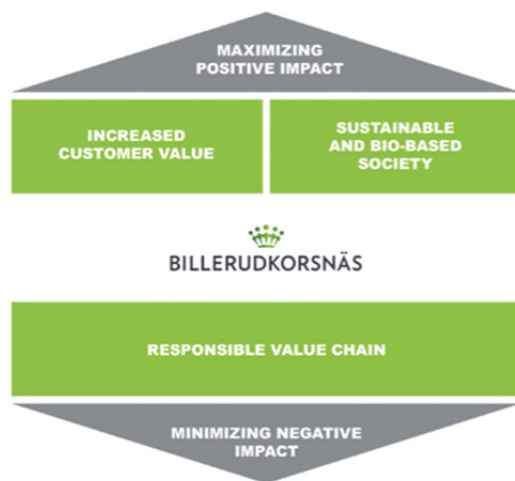 MAXIMIZING
POSITIVE IMPACT
INCREASED
CUSTOMER VALUE
SUSTAINABLE
AND BIO-BASED
SOCIETY
BILLERUDKORSNÄS
RESPONSIBLE VALUE CHAIN
MINIMIZING NEGATIVE
IMPACT